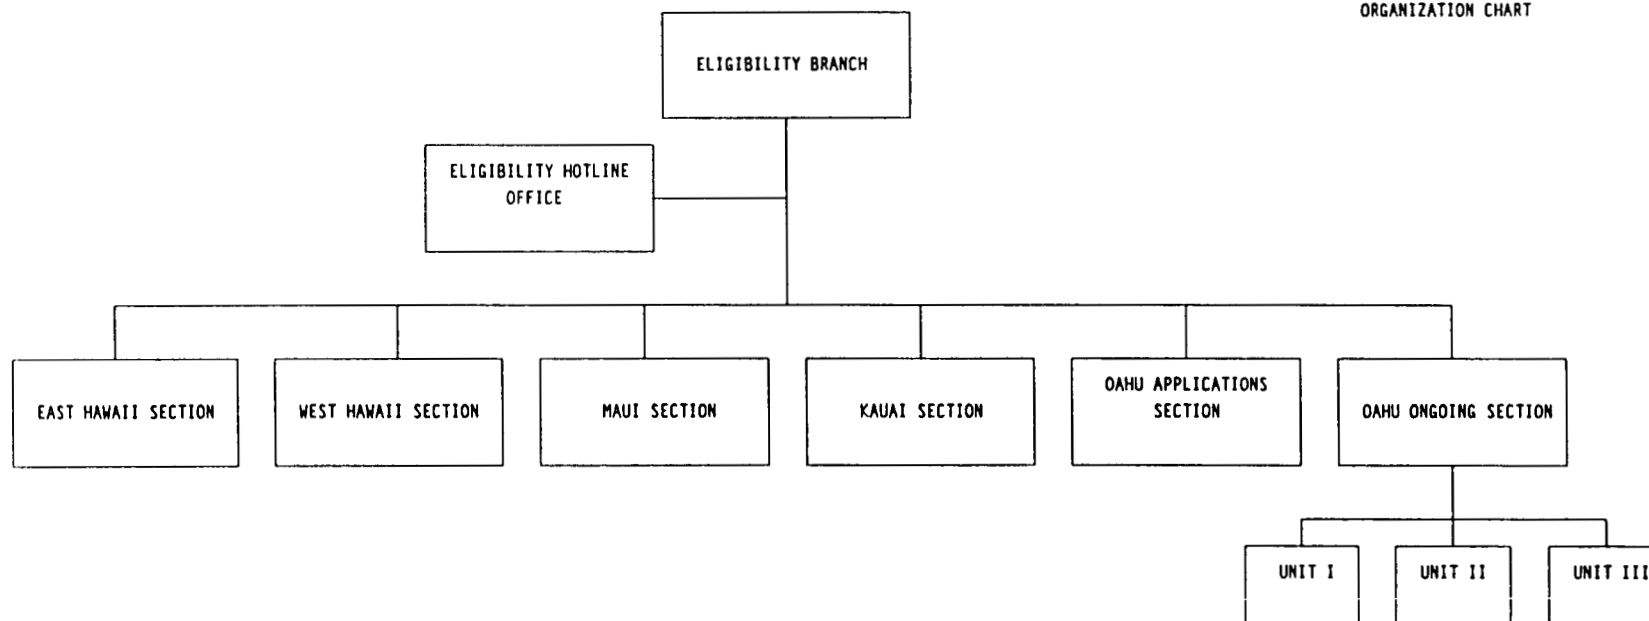 ORGANIZATION CHART
ELIGIBILITY BRANCH
ELIGIBILITY HOTLINE
OFFICE
EAST HAWAII SECTION
WEST HAWAII SECTION
MAUI SECTION
KAUAI SECTION
OAHU APPLICATIONS
SECTION
OAHU ONGOING SECTION
UNIT I
UNIT II
UNIT III